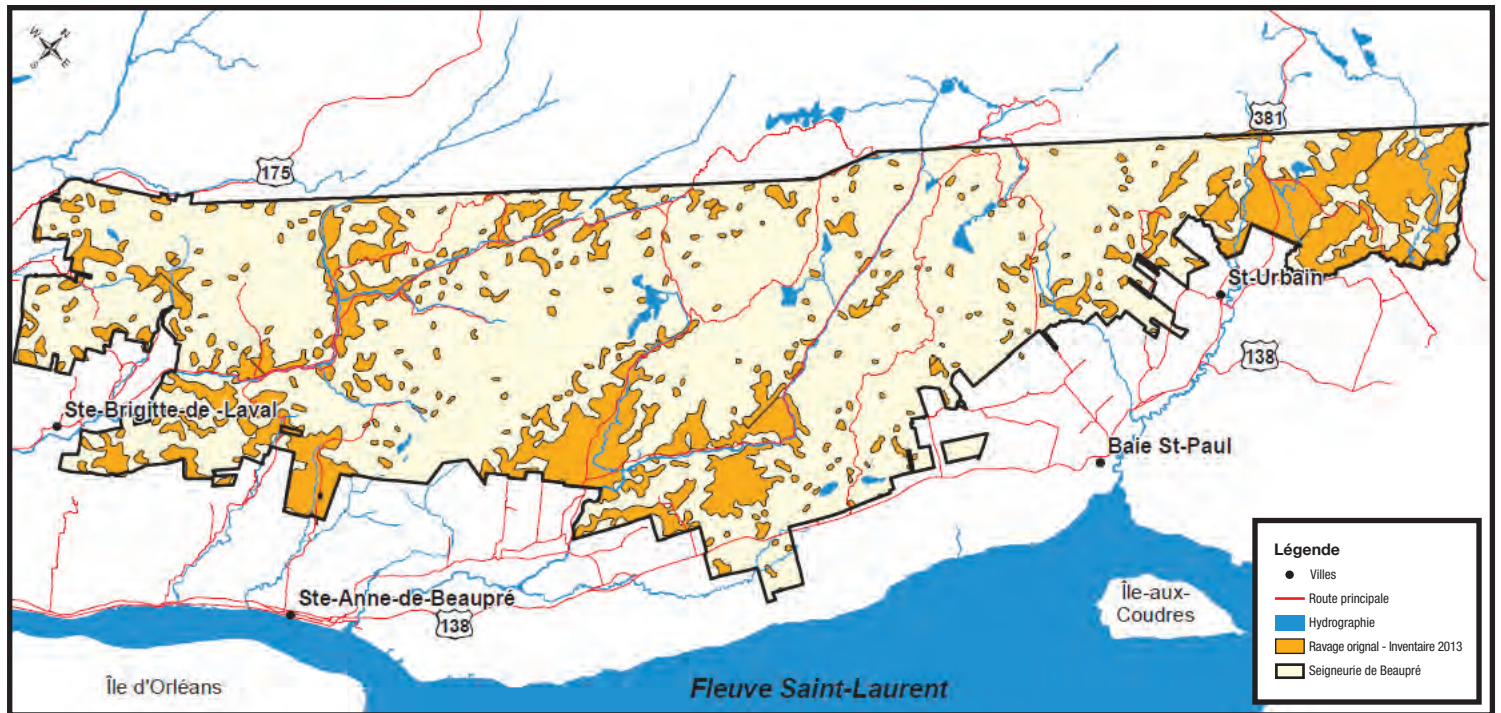 N
W
E
S
175
381
St-Urbain
138
Ste-Brigitte-de -Laval
Baie St-Paul
Ste-Anne-de-Beaupré
138
Île d'Orléans
Fleuve Saint-Laurent
Île-aux-
Coudres
Légende
Villes
Route principale
Hydrographie
Ravage orignal - Inventaire 2013
Seigneurie de Beaupré